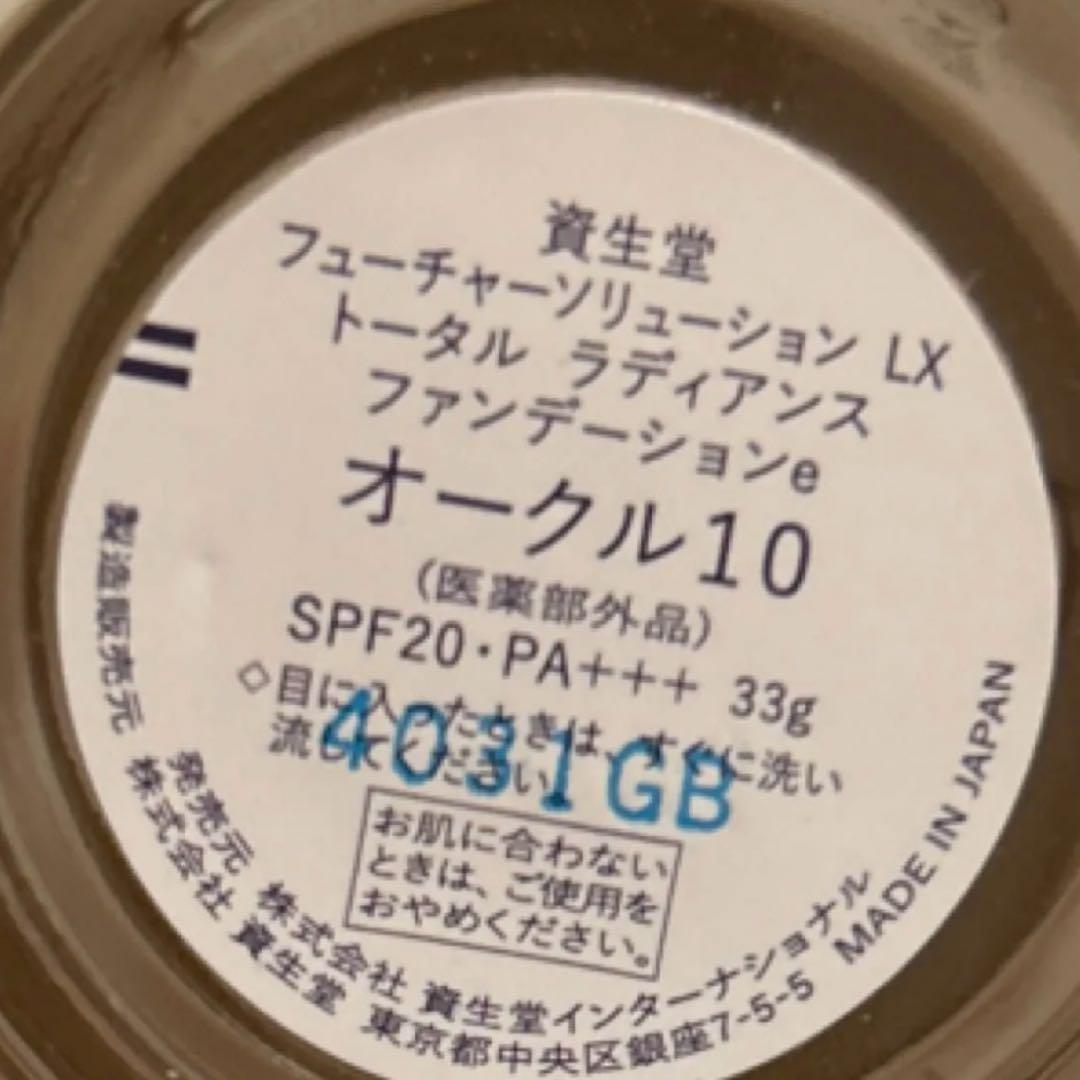 資生堂
フューチャーソリューション LX
トータル ラディアンス
ファンデーションe
オークル10
(医薬部外品)
SPF20・PA+++ 33g
◇目に入ったときは、すぐに洗い
流してください。
4031GB
お肌に合わない
ときは、ご使用を
おやめください。
発売元 株式会社 資生堂インターナショナル
製造販売元 株式会社 資生堂 東京都中央区銀座7-5-5 MADE IN JAPAN